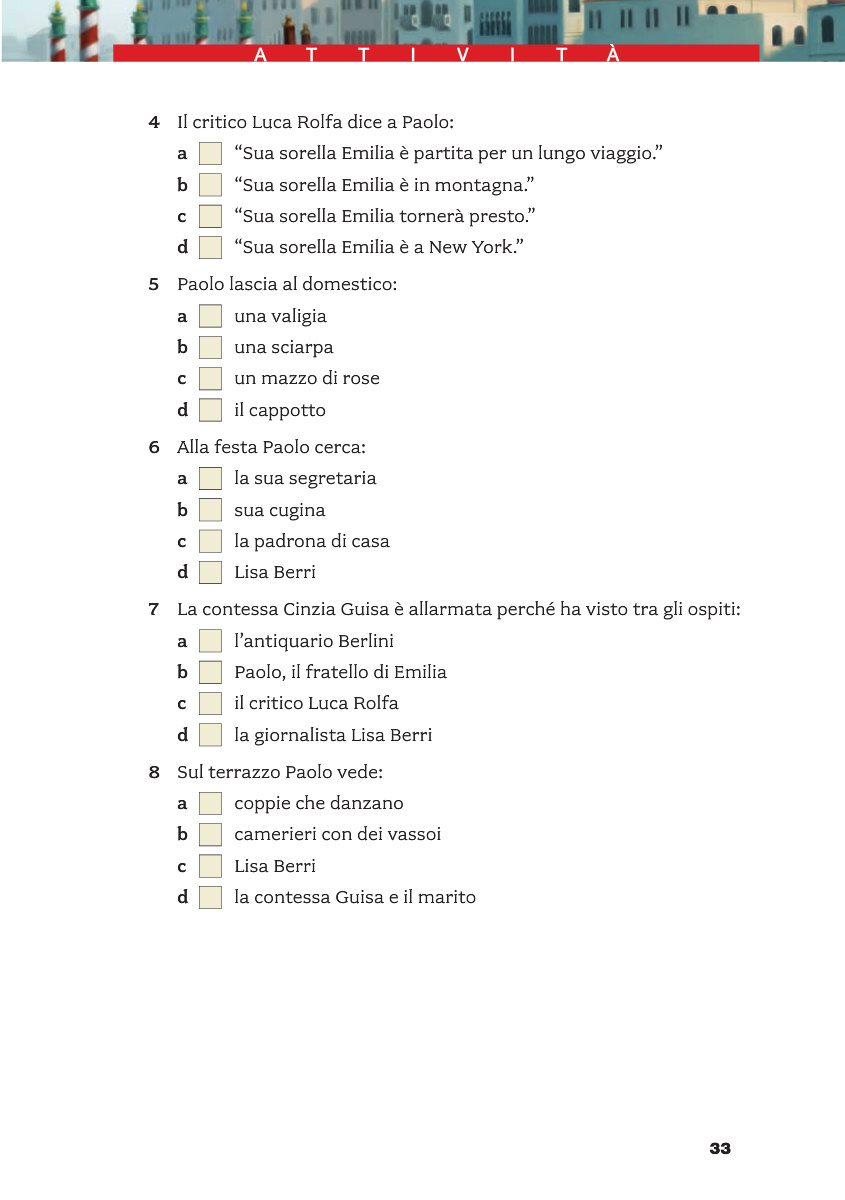 ATTIVITÀ
4 Il critico Luca Rolfa dice a Paolo:
a “Sua sorella Emilia è partita per un lungo viaggio.”
b “Sua sorella Emilia è in montagna.”
c “Sua sorella Emilia tornerà presto.”
d “Sua sorella Emilia è a New York.”
5 Paolo lascia al domestico:
a una valigia
b una sciarpa
c un mazzo di rose
d il cappotto
6 Alla festa Paolo cerca:
a la sua segretaria
b sua cugina
c la padrona di casa
d Lisa Berri
7 La contessa Cinzia Guisa è allarmata perché ha visto tra gli ospiti:
a l’antiquario Berlini
b Paolo, il fratello di Emilia
c il critico Luca Rolfa
d la giornalista Lisa Berri
8 Sul terrazzo Paolo vede:
a coppie che danzano
b camerieri con dei vassoi
c Lisa Berri
d la contessa Guisa e il marito
33